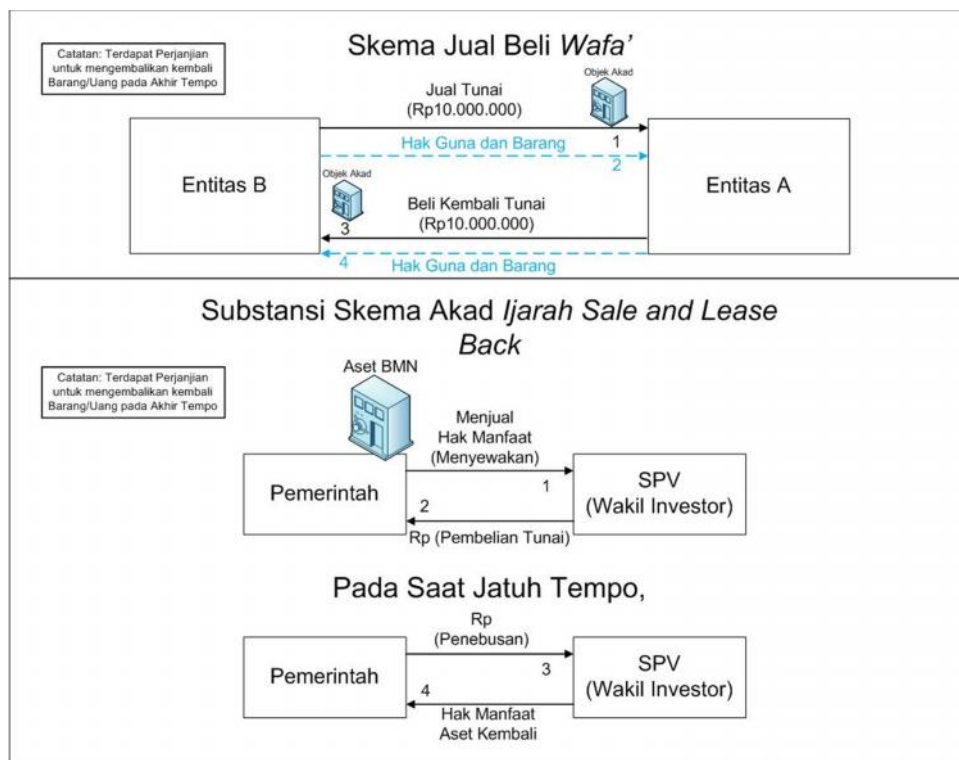 Skema Jual Beli Wafa'
Catatan: Terdapat Perjanjian
untuk mengembalikan kembali
Barang/Uang pada Akhir Tempo
Objek Akad
Jual Tunai
(Rp10.000.000)
1
Hak Guna dan Barang
2
Entitas B
Entitas A
Objek Akad
3
Beli Kembali Tunai
(Rp10.000.000)
4
Hak Guna dan Barang
Substansi Skema Akad Ijarah Sale and Lease
Back
Catatan: Terdapat Perjanjian
untuk mengembalikan kembali
Barang/Uang pada Akhir Tempo
Aset BMN
Menjual
Hak Manfaat
(Menyewakan)
1
Pemerintah
SPV
(Wakil Investor)
2
Rp (Pembelian Tunai)
Pada Saat Jatuh Tempo,
Rp
(Penebusan)
3
Pemerintah
SPV
(Wakil Investor)
4
Hak Manfaat
Aset Kembali